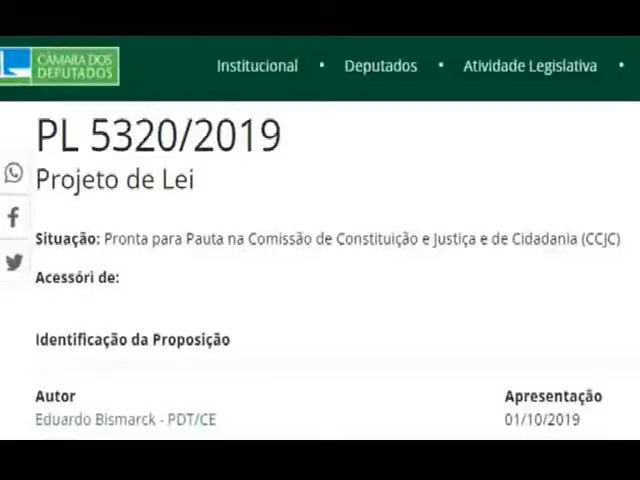 CÂMARA DOS
DEPUTADOS
Institucional • Deputados • Atividade Legislativa •
PL 5320/2019
Projeto de Lei
Situação: Pronta para Pauta na Comissão de Constituição e Justiça e de Cidadania (CCJC)
Acessóri de:
Identificação da Proposição
Autor Apresentação
Eduardo Bismarck - PDT/CE 01/10/2019